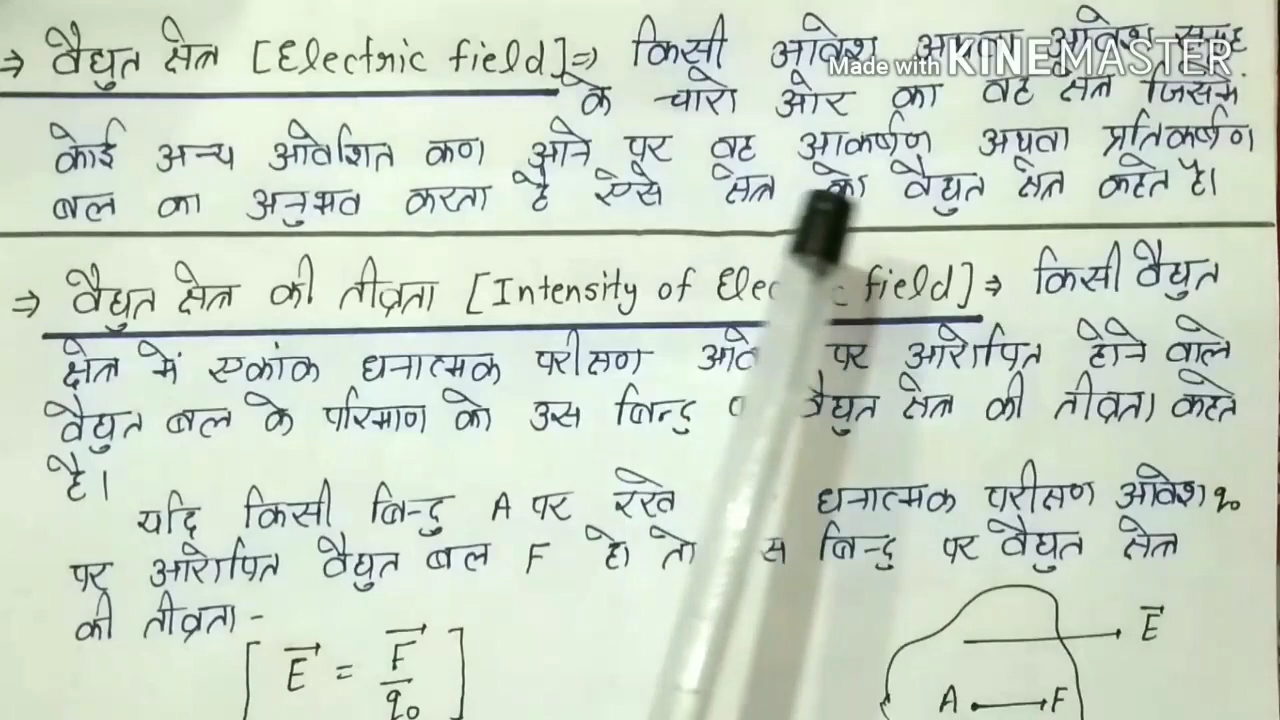 ⇒ वैद्युत क्षेत्र [Electric field] ⇒ किसी आवेश अथवा आवेश समूह
Made with KINEMASTER
के चारो ओर का वह क्षेत्र जिसमें
कोई अन्य आवेशित कण आने पर वह आकर्षण अथवा प्रतिकर्षण
बल का अनुभव करता है ऐसे क्षेत्र को वैद्युत क्षेत्र कहते है।
⇒ वैद्युत क्षेत्र की तीव्रता [Intensity of field] ⇒ किसी वैद्युत
क्षेत्र में एकांक धनात्मक परीक्षण पर आरोपित होने वाले
वैद्युत बल के परिमाण को उस बिन्दु वैद्युत क्षेत्र की तीव्रता कहते
है।
यदि किसी बिन्दु A पर रखे धनात्मक परीक्षण आवेश q₀
पर आरोपित वैद्युत बल F हो तो बिन्दु पर वैद्युत क्षेत्र
की तीव्रता -
[ E⃗ = F⃗ / q₀ ]
E⃗
A F